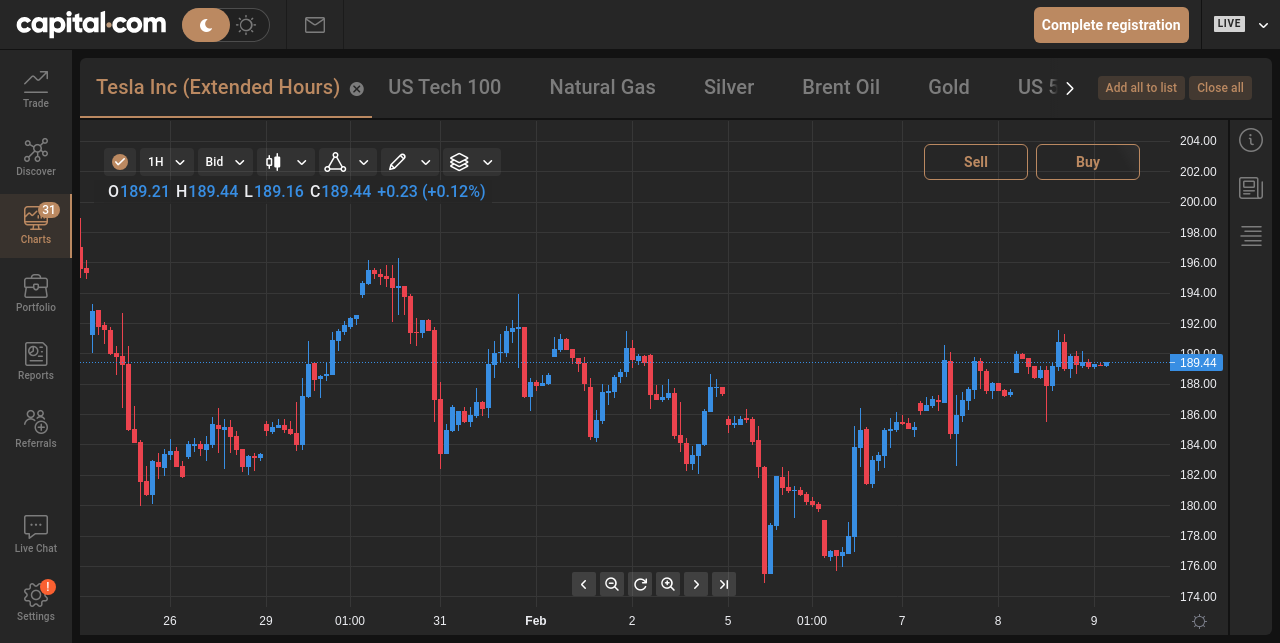 capital.com
Complete registration
LIVE
Trade
Discover
31
Charts
Portfolio
Reports
Referrals
Live Chat
!
Settings
Tesla Inc (Extended Hours)
US Tech 100
Natural Gas
Silver
Brent Oil
Gold
US 5
Add all to list
Close all
1H
Bid
Sell
Buy
O189.21 H189.44 L189.16 C189.44 +0.23 (+0.12%)
204.00
202.00
200.00
198.00
196.00
194.00
192.00
190.00
189.44
188.00
186.00
184.00
182.00
180.00
178.00
176.00
174.00
26 29 01:00 31 Feb 2 5 01:00 7 8 9